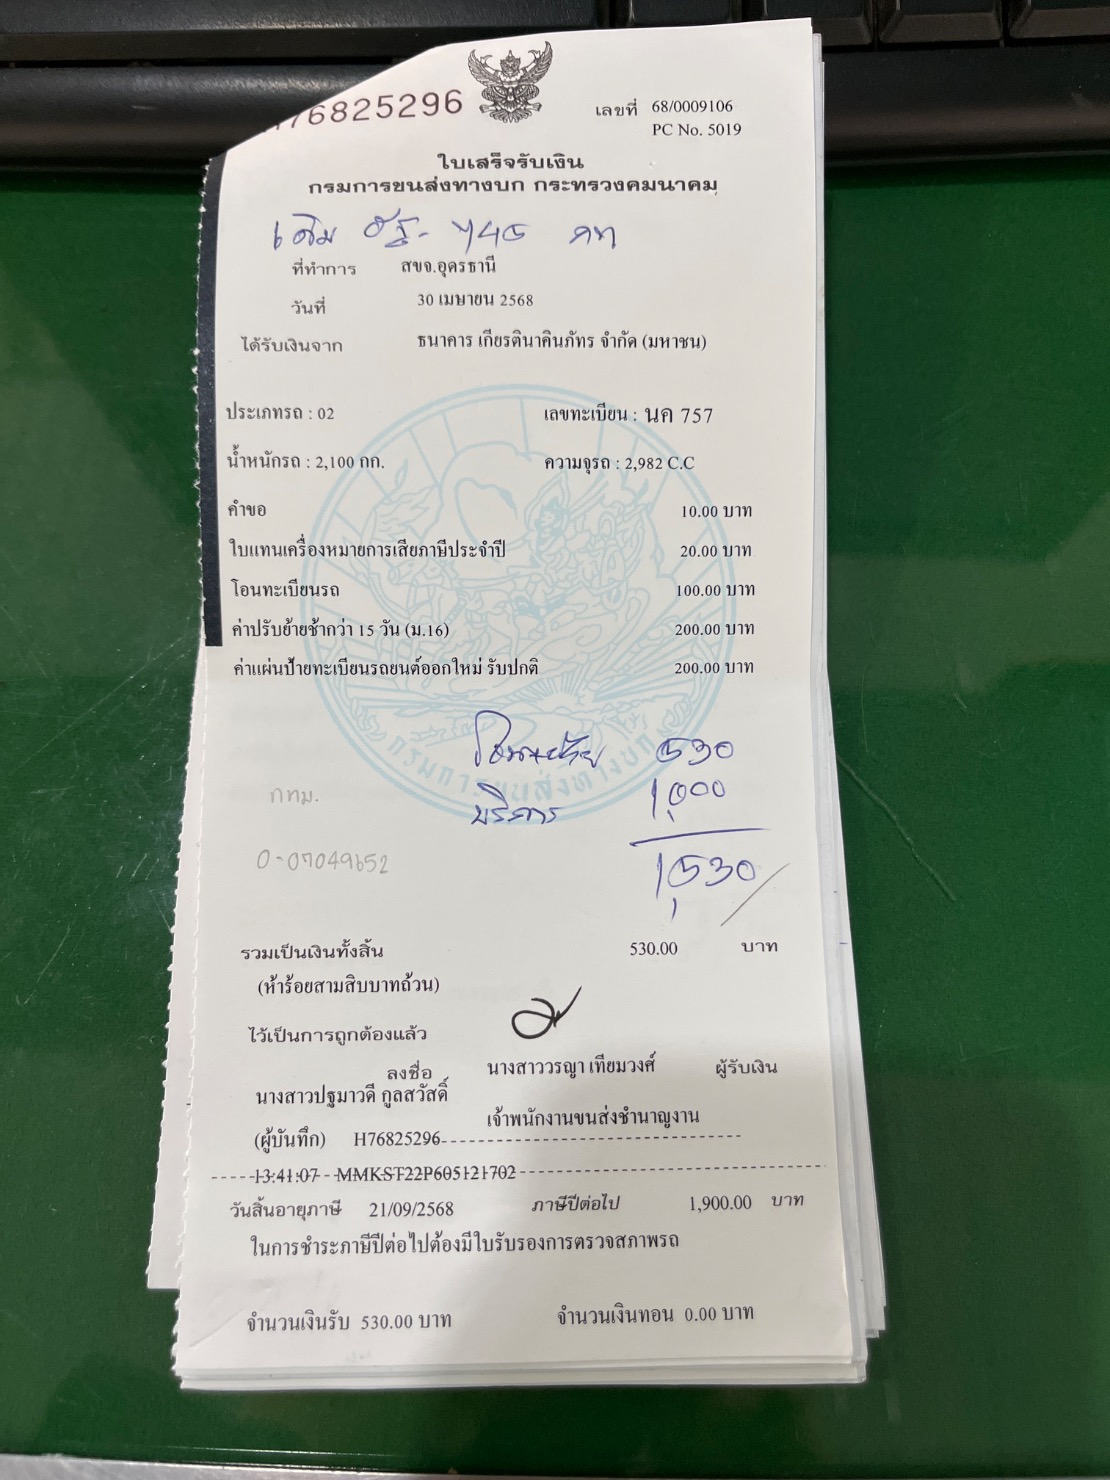 76825296
เลขที่ 68/0009106
PC No. 5019
ใบเสร็จรับเงิน
กรมการขนส่งทางบก กระทรวงคมนาคม
เดิม ฮฐ-745 กท
ที่ทำการ สขจ.อุดรธานี
วันที่ 30 เมษายน 2568
ได้รับเงินจาก ธนาคาร เกียรตินาคินภัทร จำกัด (มหาชน)
ประเภทรถ : 02 เลขทะเบียน : นค 757
น้ำหนักรถ : 2,100 กก. ความจุรถ : 2,982 C.C
คำขอ 10.00 บาท
ใบแทนเครื่องหมายการเสียภาษีประจำปี 20.00 บาท
โอนทะเบียนรถ 100.00 บาท
ค่าปรับย้ายช้ากว่า 15 วัน (ม.16) 200.00 บาท
ค่าแผ่นป้ายทะเบียนรถยนต์ออกใหม่ รับปกติ 200.00 บาท
530
กทม. บริการ 1,000
0-07049652 1,530
กรมการขนส่งทางบก
รวมเป็นเงินทั้งสิ้น 530.00 บาท
(ห้าร้อยสามสิบบาทถ้วน)
ไว้เป็นการถูกต้องแล้ว
ลงชื่อ นางสาววรญา เทียมวงศ์ ผู้รับเงิน
นางสาวปฐมาวดี กูลสวัสดิ์
เจ้าพนักงานขนส่งชำนาญงาน
(ผู้บันทึก) H76825296
13:41:07 MMKST22P605121702
วันสิ้นอายุภาษี 21/09/2568 ภาษีปีต่อไป 1,900.00 บาท
ในการชำระภาษีปีต่อไปต้องมีใบรับรองการตรวจสภาพรถ
จำนวนเงินรับ 530.00 บาท จำนวนเงินทอน 0.00 บาท